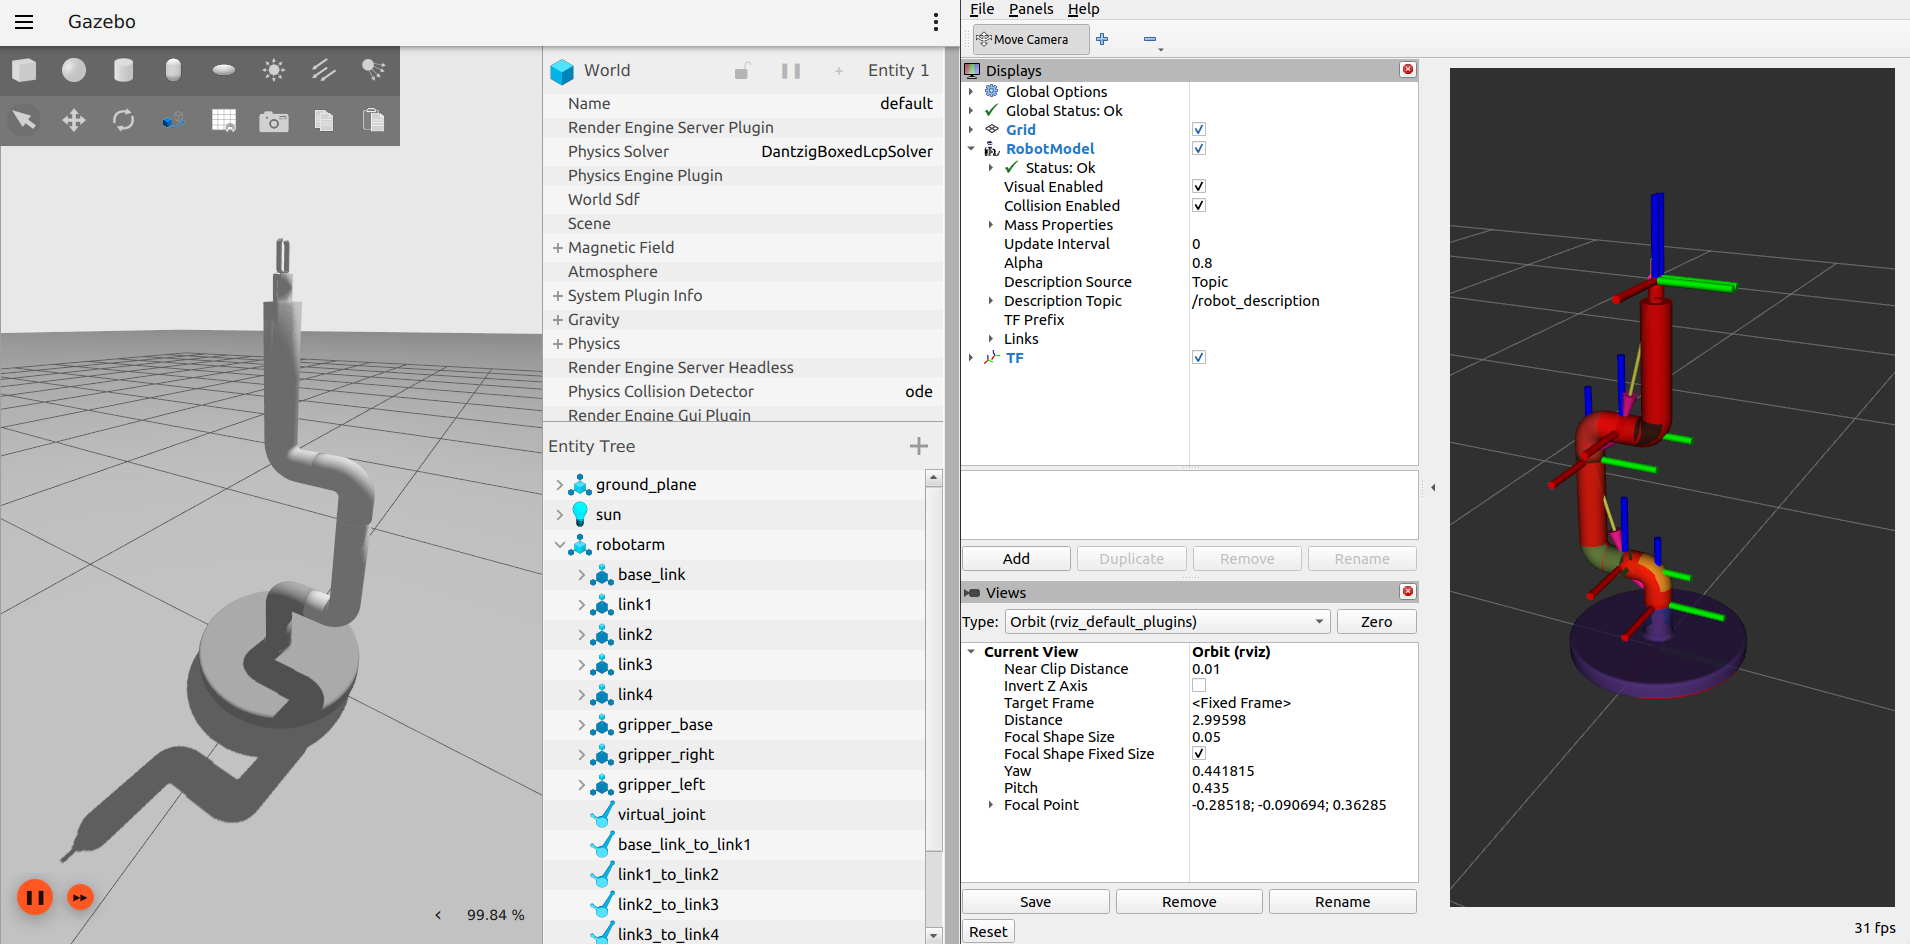 Gazebo
World
Entity 1
Name default
Render Engine Server Plugin
Physics Solver DantzigBoxedLcpSolver
Physics Engine Plugin
World Sdf
Scene
Magnetic Field
Atmosphere
System Plugin Info
Gravity
Physics
Render Engine Server Headless
Physics Collision Detector ode
Render Engine Gui Plugin
Entity Tree
ground_plane
sun
robotarm
base_link
link1
link2
link3
link4
gripper_base
gripper_right
gripper_left
virtual_joint
base_link_to_link1
link1_to_link2
link2_to_link3
link3_to_link4
99.84 %
File Panels Help
Move Camera
Displays
Global Options
Global Status: Ok
Grid
RobotModel
Status: Ok
Visual Enabled
Collision Enabled
Mass Properties
Update Interval 0
Alpha 0.8
Description Source Topic
Description Topic /robot_description
TF Prefix
Links
TF
Add Duplicate Remove Rename
Views
Type: Orbit (rviz_default_plugins) Zero
Current View Orbit (rviz)
Near Clip Distance 0.01
Invert Z Axis
Target Frame <Fixed Frame>
Distance 2.99598
Focal Shape Size 0.05
Focal Shape Fixed Size
Yaw 0.441815
Pitch 0.435
Focal Point -0.28518; -0.090694; 0.36285
Save Remove Rename
Reset
31 fps